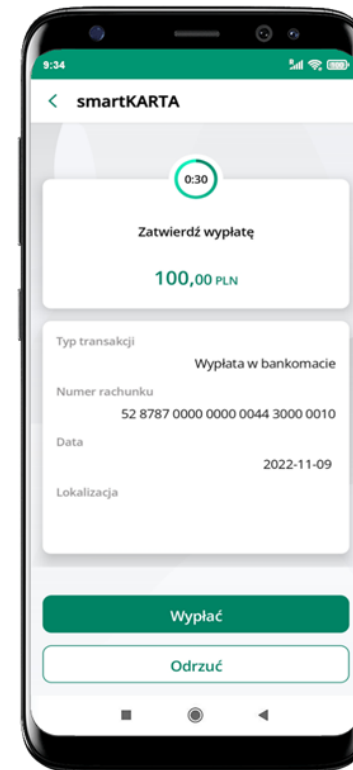 9:34
smartKARTA
0:30
Zatwierdź wypłatę
100,00 PLN
Typ transakcji
Wypłata w bankomacie
Numer rachunku
52 8787 0000 0000 0044 3000 0010
Data
2022-11-09
Lokalizacja
Wypłać
Odrzuć